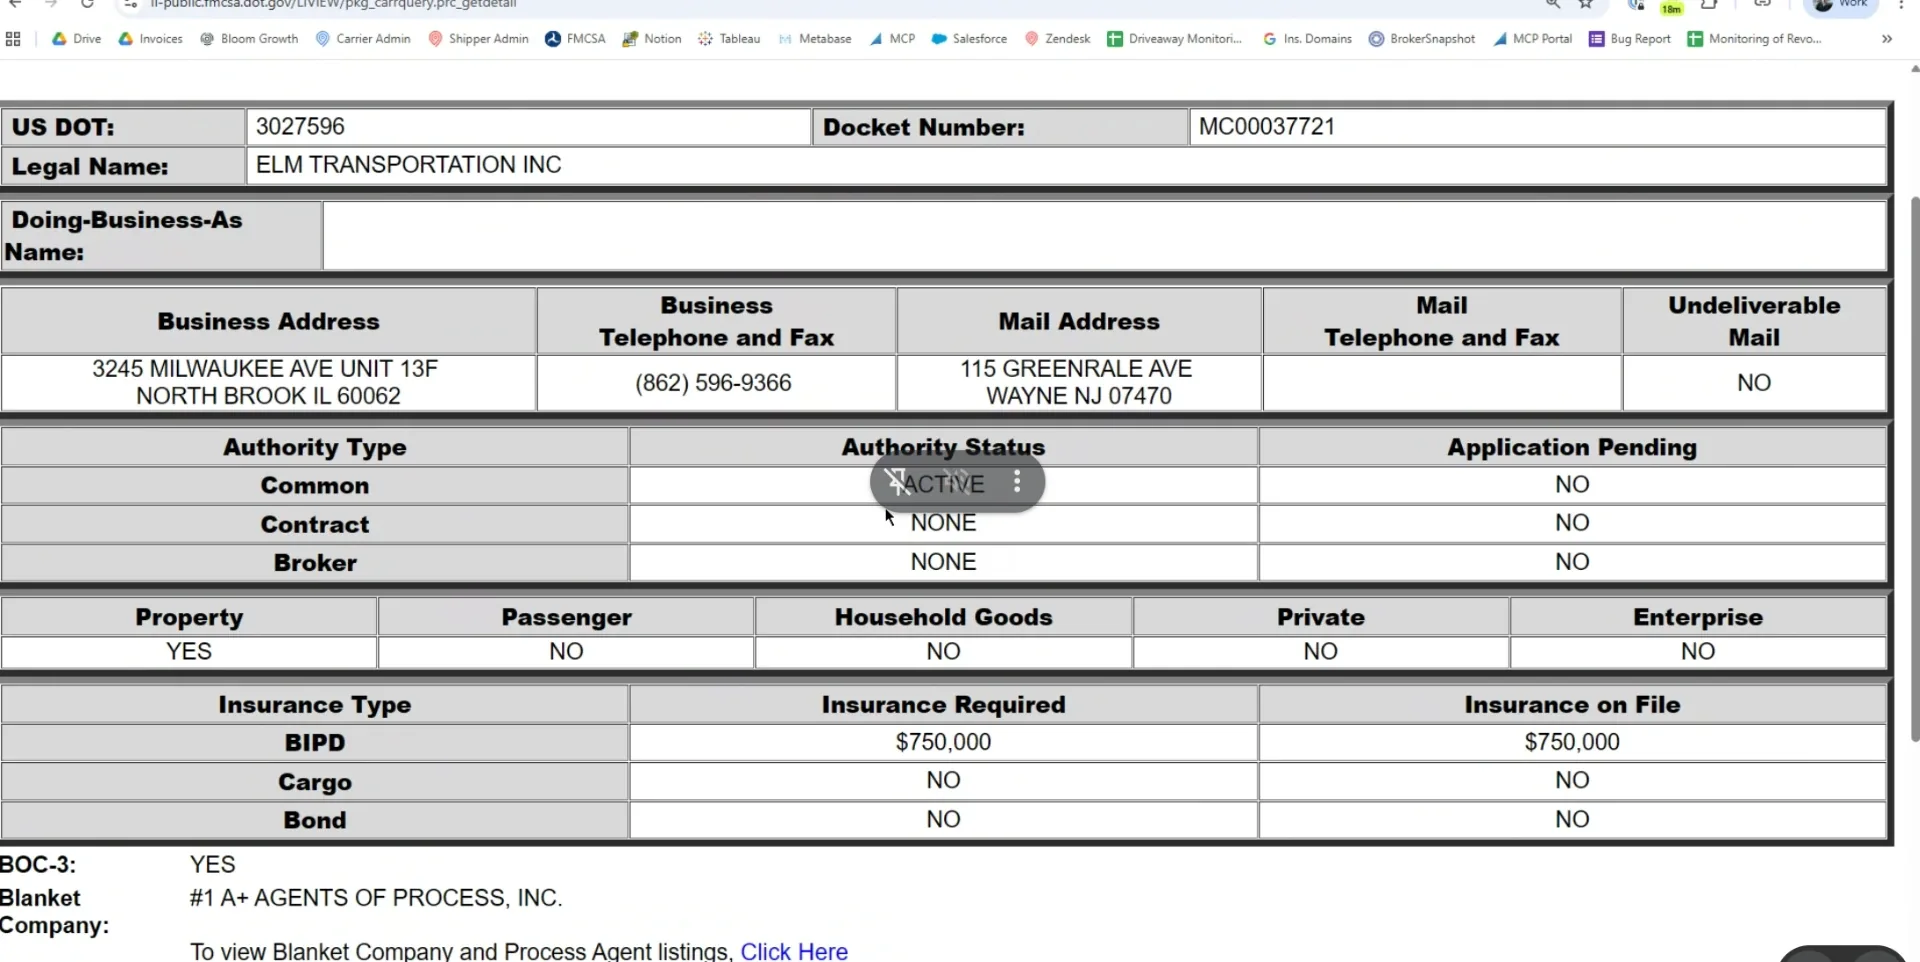 li-public.fmcsa.dot.gov/LIVIEW/pkg_carrquery.prc_getdetail
18m
Work
Drive Invoices Bloom Growth Carrier Admin Shipper Admin FMCSA Notion Tableau Metabase MCP Salesforce Zendesk Driveaway Monitori... Ins. Domains BrokerSnapshot MCP Portal Bug Report Monitoring of Revo... »
US DOT: 3027596 Docket Number: MC00037721
Legal Name: ELM TRANSPORTATION INC
Doing-Business-As
Name:
Business Address Business Telephone and Fax Mail Address Mail Telephone and Fax Undeliverable Mail
3245 MILWAUKEE AVE UNIT 13F (862) 596-9366 115 GREENRALE AVE NO
NORTH BROOK IL 60062 WAYNE NJ 07470
Authority Type Authority Status Application Pending
Common ACTIVE NO
Contract NONE NO
Broker NONE NO
Property Passenger Household Goods Private Enterprise
YES NO NO NO NO
Insurance Type Insurance Required Insurance on File
BIPD $750,000 $750,000
Cargo NO NO
Bond NO NO
BOC-3: YES
Blanket #1 A+ AGENTS OF PROCESS, INC.
Company:
To view Blanket Company and Process Agent listings, Click Here